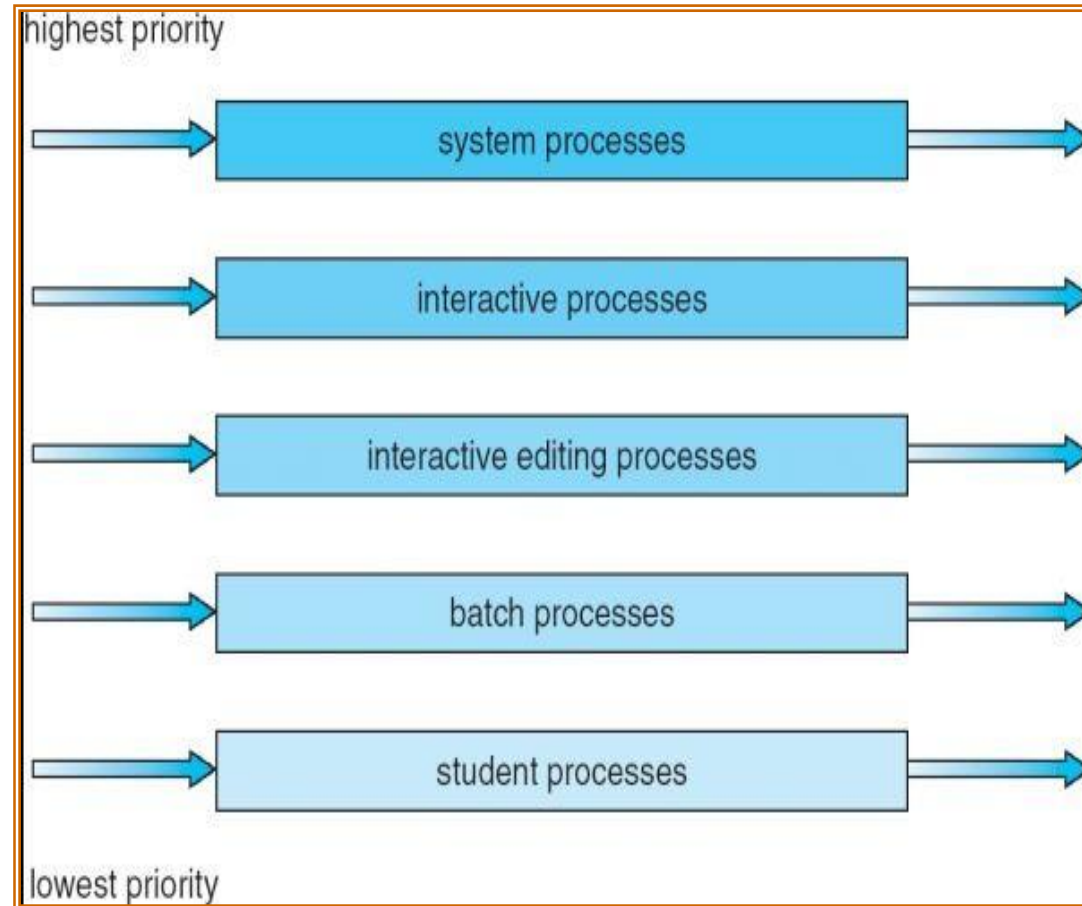 highest priority
system processes
interactive processes
interactive editing processes
batch processes
student processes
lowest priority